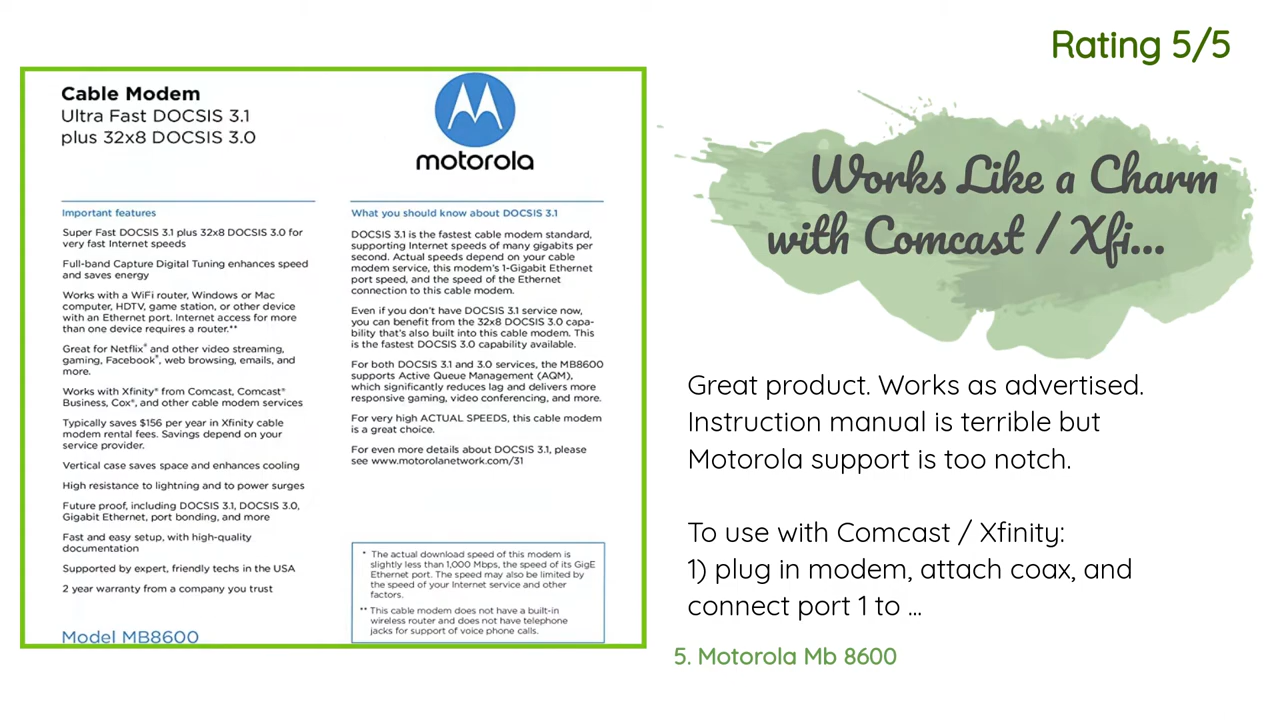 Rating 5/5
Cable Modem
Ultra Fast DOCSIS 3.1
plus 32x8 DOCSIS 3.0
motorola
Important features
Super Fast DOCSIS 3.1 plus 32x8 DOCSIS 3.0 for
very fast Internet speeds
Full-band Capture Digital Tuning enhances speed
and saves energy
Works with a WiFi router, Windows or Mac
computer, HDTV, game station, or other device
with an Ethernet port. Internet access for more
than one device requires a router.**
Great for Netflix® and other video streaming,
gaming, Facebook®, web browsing, emails, and
more.
Works with Xfinity® from Comcast, Comcast®
Business, Cox®, and other cable modem services
Typically saves $156 per year in Xfinity cable
modem rental fees. Savings depend on your
service provider.
Vertical case saves space and enhances cooling
High resistance to lightning and to power surges
Future proof, including DOCSIS 3.1, DOCSIS 3.0,
Gigabit Ethernet, port bonding, and more
Fast and easy setup, with high-quality
documentation
Supported by expert, friendly techs in the USA
2 year warranty from a company you trust
Model MB8600
What you should know about DOCSIS 3.1
DOCSIS 3.1 is the fastest cable modem standard,
supporting Internet speeds of many gigabits per
second. Actual speeds depend on your cable
modem service, this modem's 1-Gigabit Ethernet
port speed, and the speed of the Ethernet
connection to this cable modem.
Even if you don't have DOCSIS 3.1 service now,
you can benefit from the 32x8 DOCSIS 3.0 capa-
bility that's also built into this cable modem. This
is the fastest DOCSIS 3.0 capability available.
For both DOCSIS 3.1 and 3.0 services, the MB8600
supports Active Queue Management (AQM),
which significantly reduces lag and delivers more
responsive gaming, video conferencing, and more.
For very high ACTUAL SPEEDS, this cable modem
is a great choice.
For even more details about DOCSIS 3.1, please
see www.motorolanetwork.com/31
* The actual download speed of this modem is
slightly less than 1,000 Mbps, the speed of its GigE
Ethernet port. The speed may also be limited by
the speed of your Internet service and other
factors.
** This cable modem does not have a built-in
wireless router and does not have telephone
jacks for support of voice phone calls.
Works Like a Charm
with Comcast / Xfi...
Great product. Works as advertised.
Instruction manual is terrible but
Motorola support is too notch.
To use with Comcast / Xfinity:
1) plug in modem, attach coax, and
connect port 1 to ...
5. Motorola Mb 8600